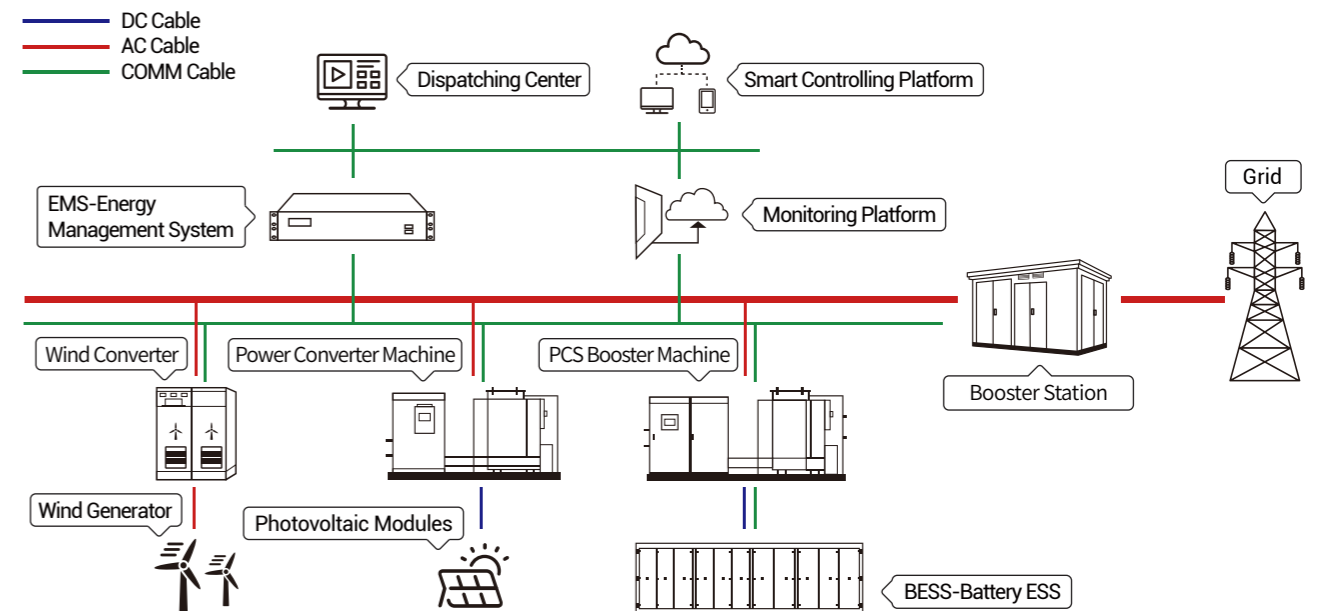 DC Cable
AC Cable
COMM Cable
Dispatching Center
Smart Controlling Platform
EMS-Energy
Management System
Monitoring Platform
Grid
Wind Converter
Power Converter Machine
PCS Booster Machine
Booster Station
Wind Generator
Photovoltaic Modules
BESS-Battery ESS